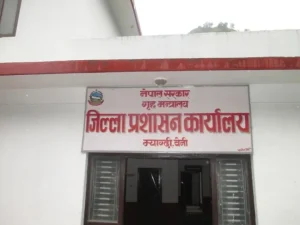 नेपाल सरकार
गृह मन्त्रालय
जिल्ला प्रशासन कार्यालय
म्याग्दी, बेनी